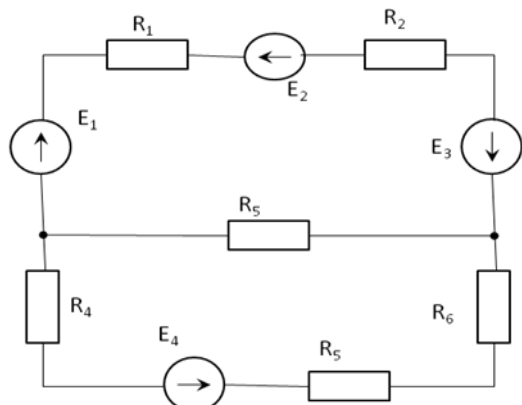 R₁
R₂
E₂
E₁
E₃
R₅
R₄
R₆
E₄
R₅